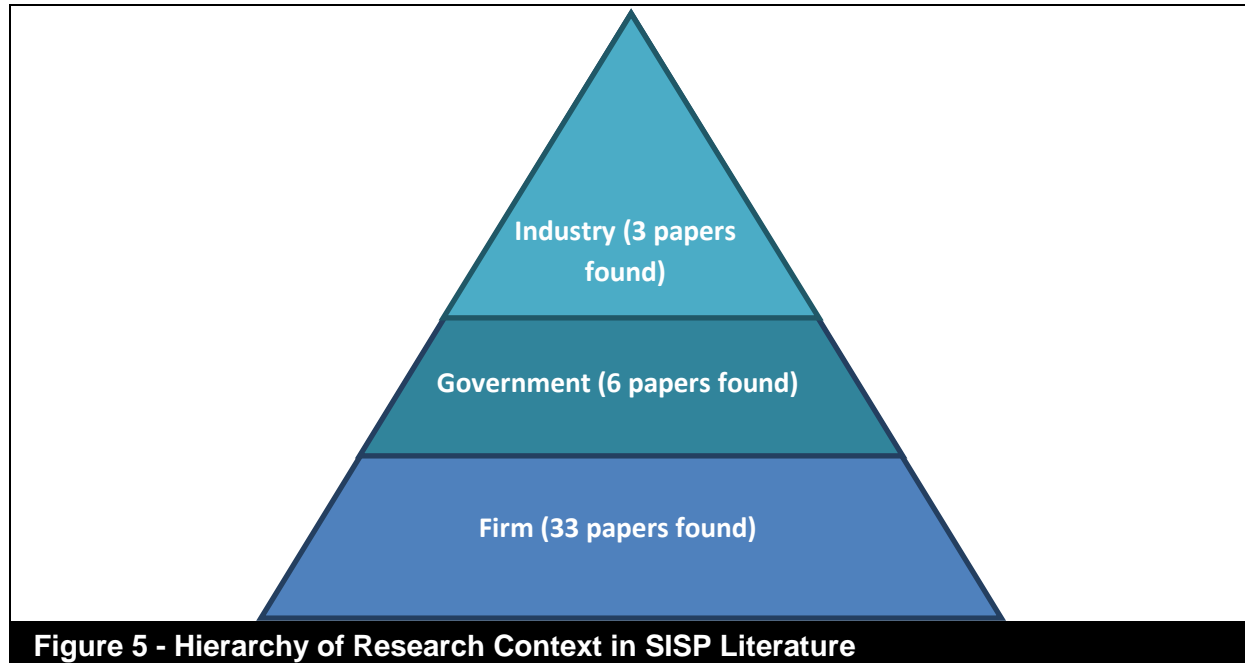 Industry (3 papers
found)
Government (6 papers found)
Firm (33 papers found)
Figure 5 - Hierarchy of Research Context in SISP Literature